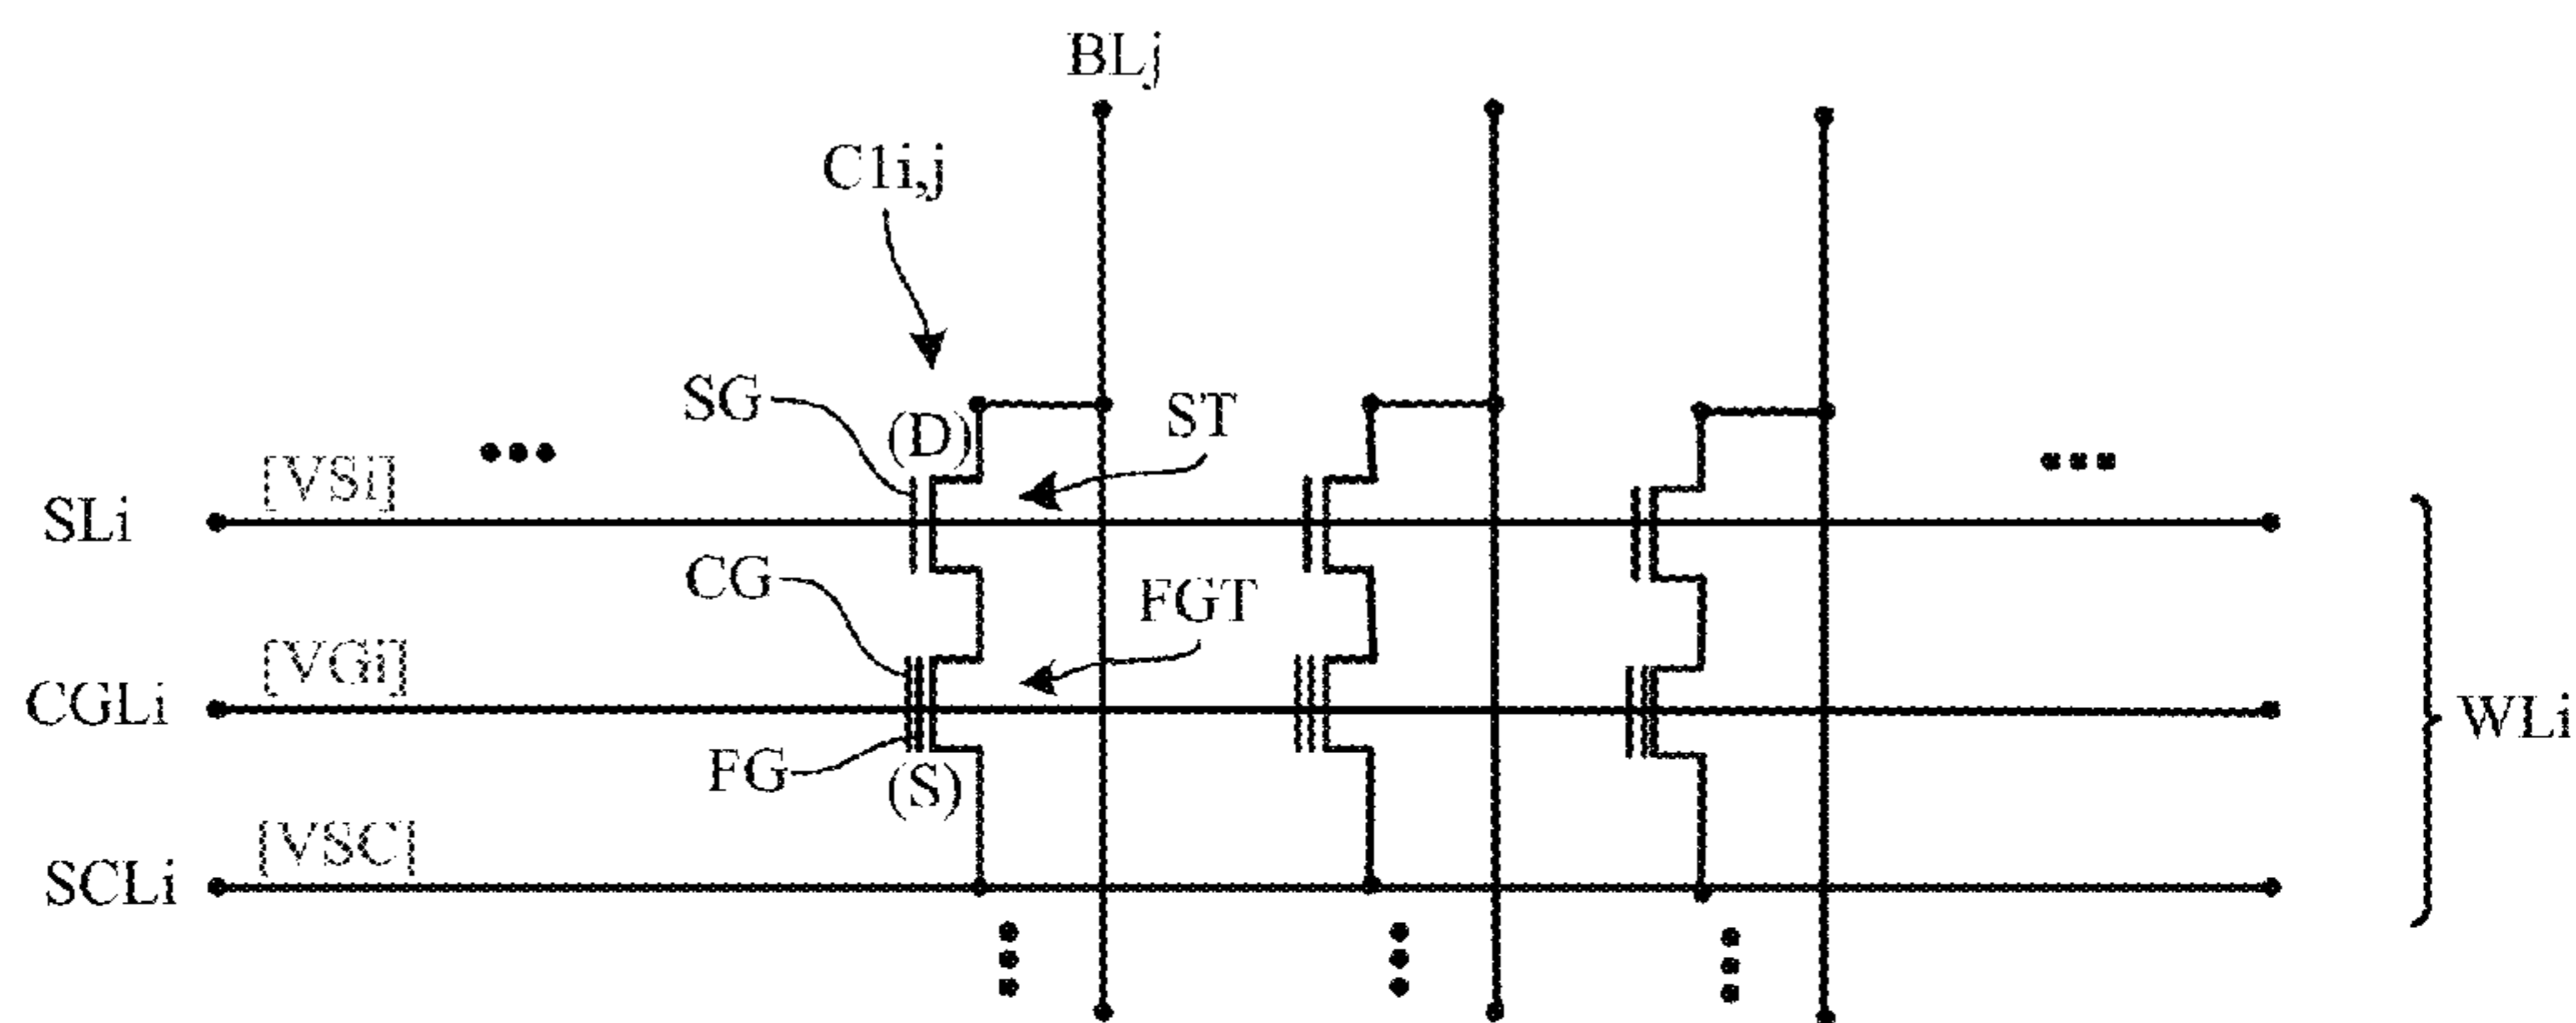 BLj
C1i,j
SG
(D)
ST
[VSi]
SLi
CG
FGT
[VGi]
CGLi
WLi
FG
(S)
[VSC]
SCLi